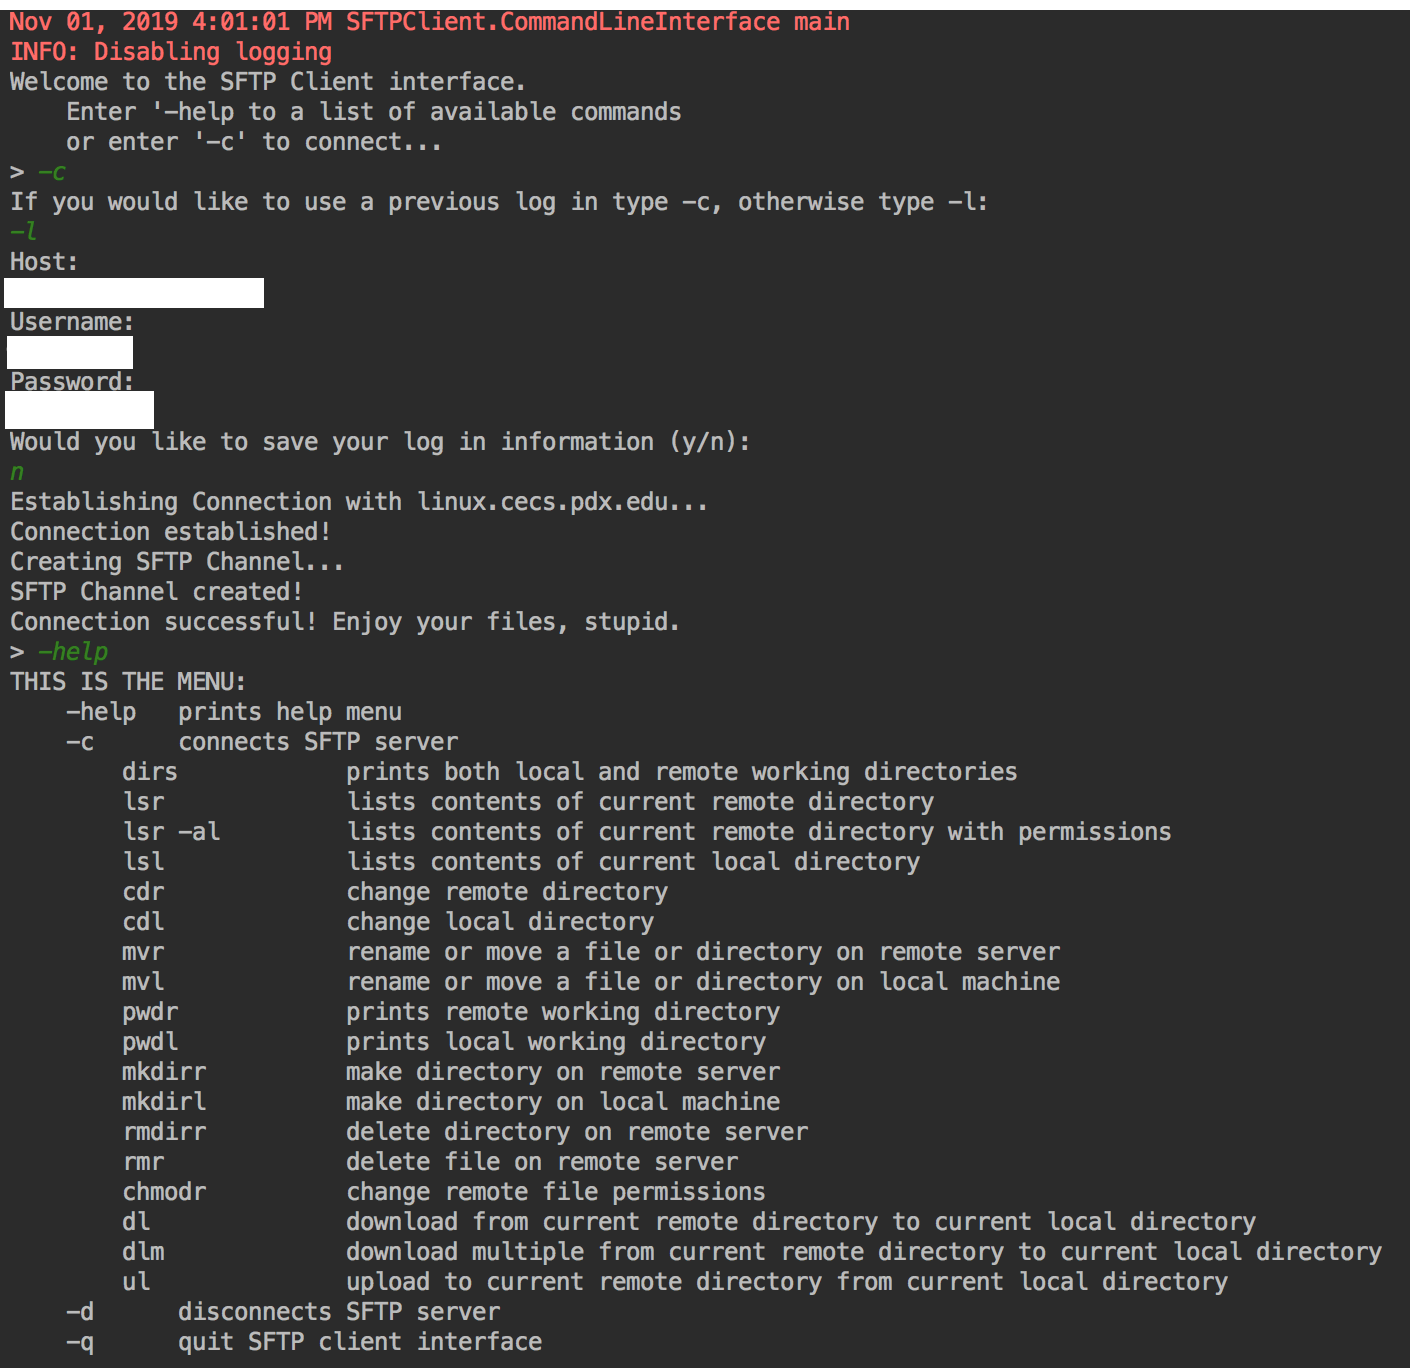 Nov 01, 2019 4:01:01 PM SFTPClient.CommandLineInterface main
INFO: Disabling logging
Welcome to the SFTP Client interface.
    Enter '-help to a list of available commands
    or enter '-c' to connect...
> -c
If you would like to use a previous log in type -c, otherwise type -l:
-l
Host:
Username:
Password:
Would you like to save your log in information (y/n):
n
Establishing Connection with linux.cecs.pdx.edu...
Connection established!
Creating SFTP Channel...
SFTP Channel created!
Connection successful! Enjoy your files, stupid.
> -help
THIS IS THE MENU:
    -help   prints help menu
    -c      connects SFTP server
        dirs            prints both local and remote working directories
        lsr             lists contents of current remote directory
        lsr -al         lists contents of current remote directory with permissions
        lsl             lists contents of current local directory
        cdr             change remote directory
        cdl             change local directory
        mvr             rename or move a file or directory on remote server
        mvl             rename or move a file or directory on local machine
        pwdr            prints remote working directory
        pwdl            prints local working directory
        mkdirr          make directory on remote server
        mkdirl          make directory on local machine
        rmdirr          delete directory on remote server
        rmr             delete file on remote server
        chmodr          change remote file permissions
        dl              download from current remote directory to current local directory
        dlm             download multiple from current remote directory to current local directory
        ul              upload to current remote directory from current local directory
    -d      disconnects SFTP server
    -q      quit SFTP client interface